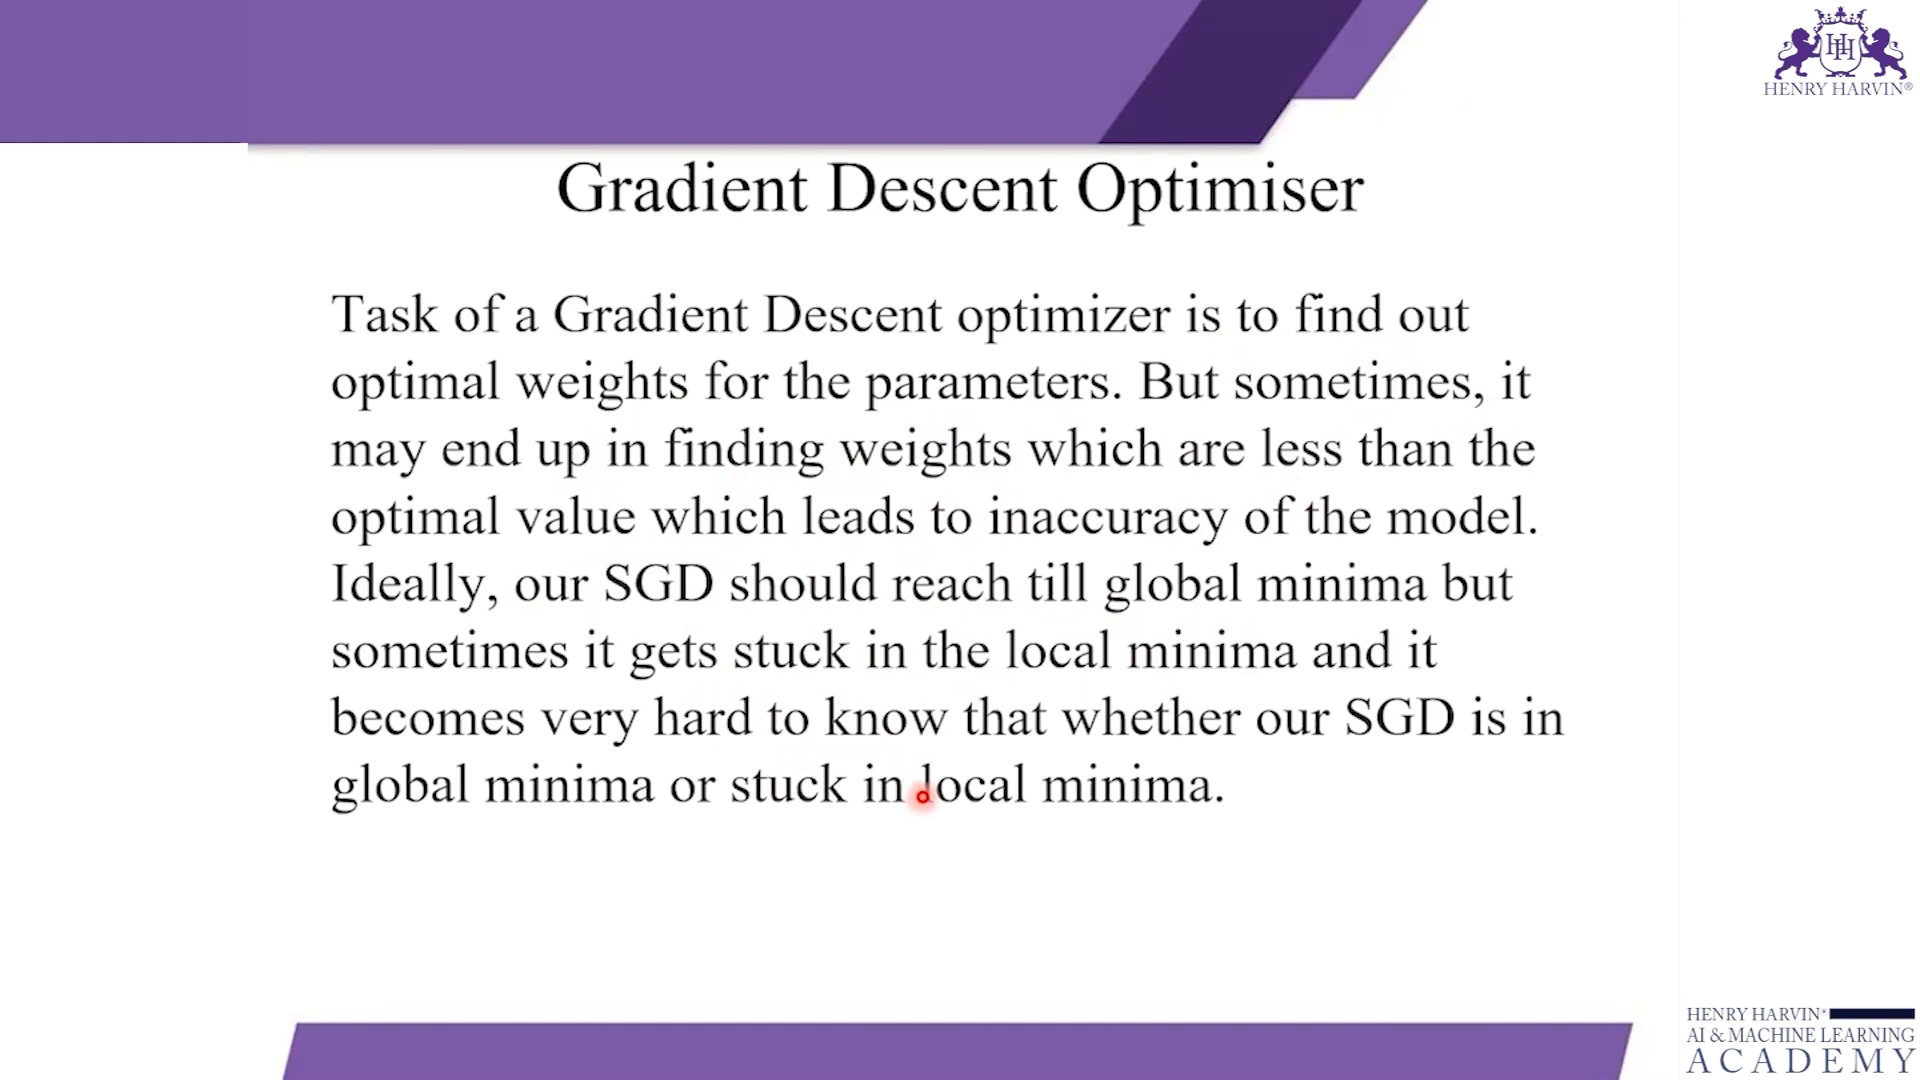 HENRY HARVIN®
Gradient Descent Optimiser
Task of a Gradient Descent optimizer is to find out
optimal weights for the parameters. But sometimes, it
may end up in finding weights which are less than the
optimal value which leads to inaccuracy of the model.
Ideally, our SGD should reach till global minima but
sometimes it gets stuck in the local minima and it
becomes very hard to know that whether our SGD is in
global minima or stuck in local minima.
HENRY HARVIN®
AI & MACHINE LEARNING
ACADEMY